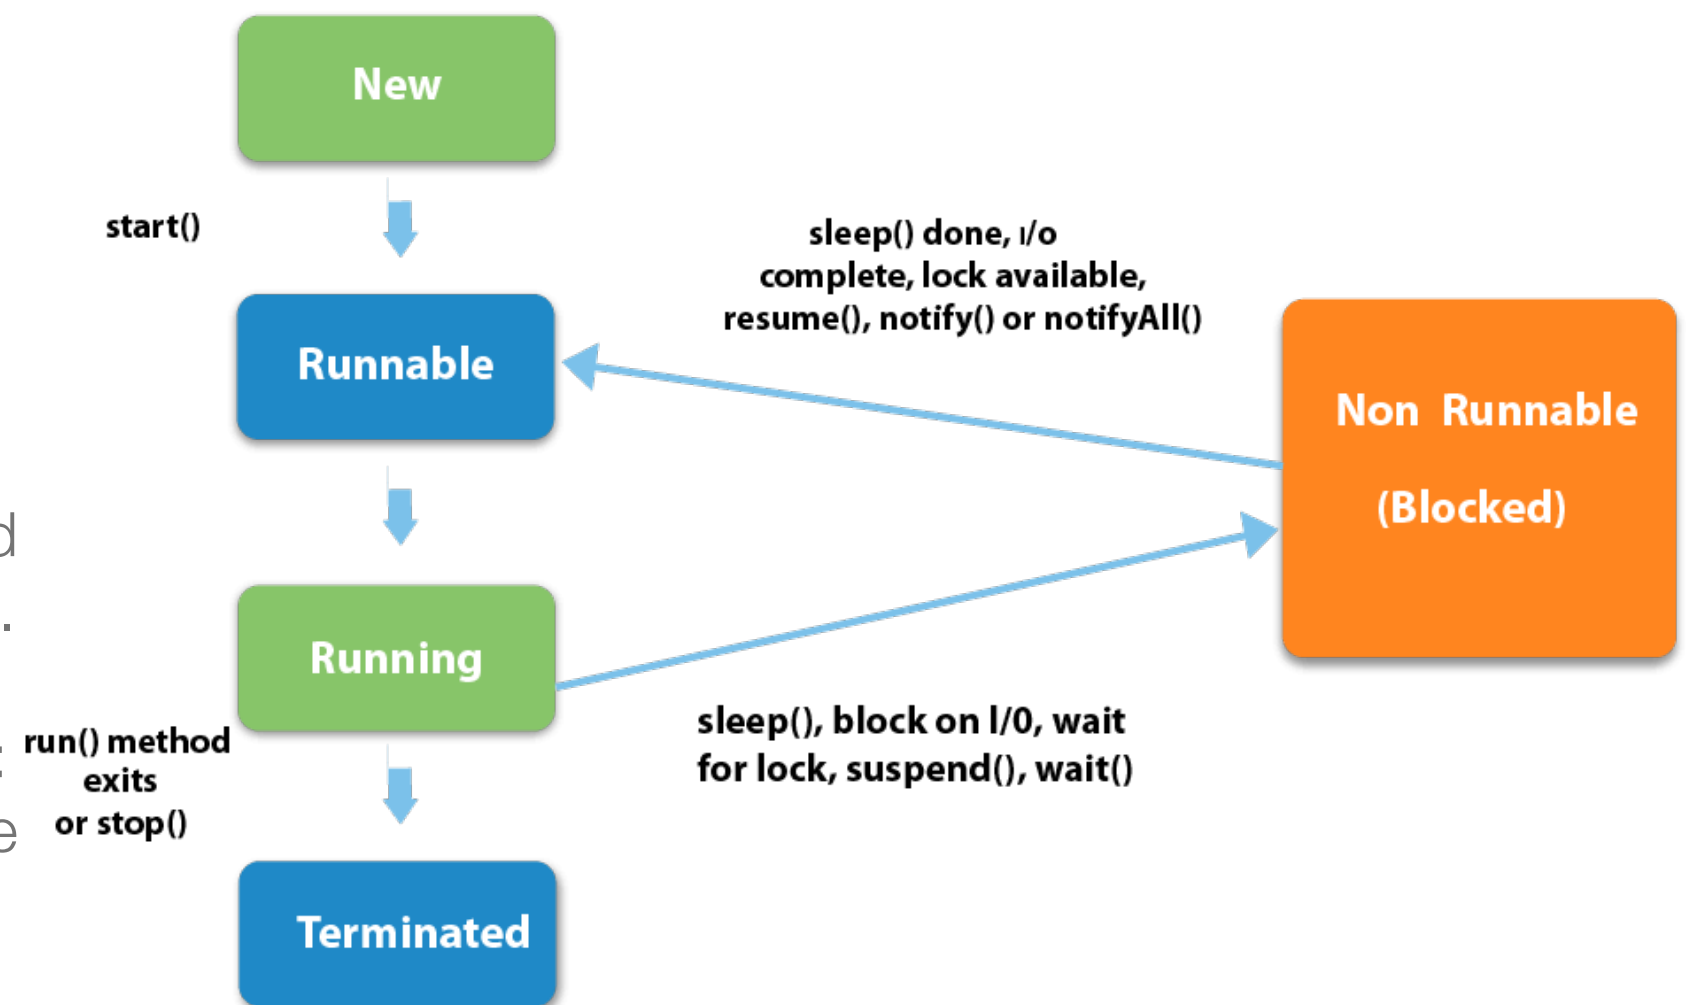 New
start()
sleep() done, ı/o
complete, lock available,
resume(), notify() or notifyAll()
Runnable
Non Runnable
(Blocked)
d
.
Running
sleep(), block on l/0, wait
for lock, suspend(), wait()
run() method
exits
or stop()
e
Terminated